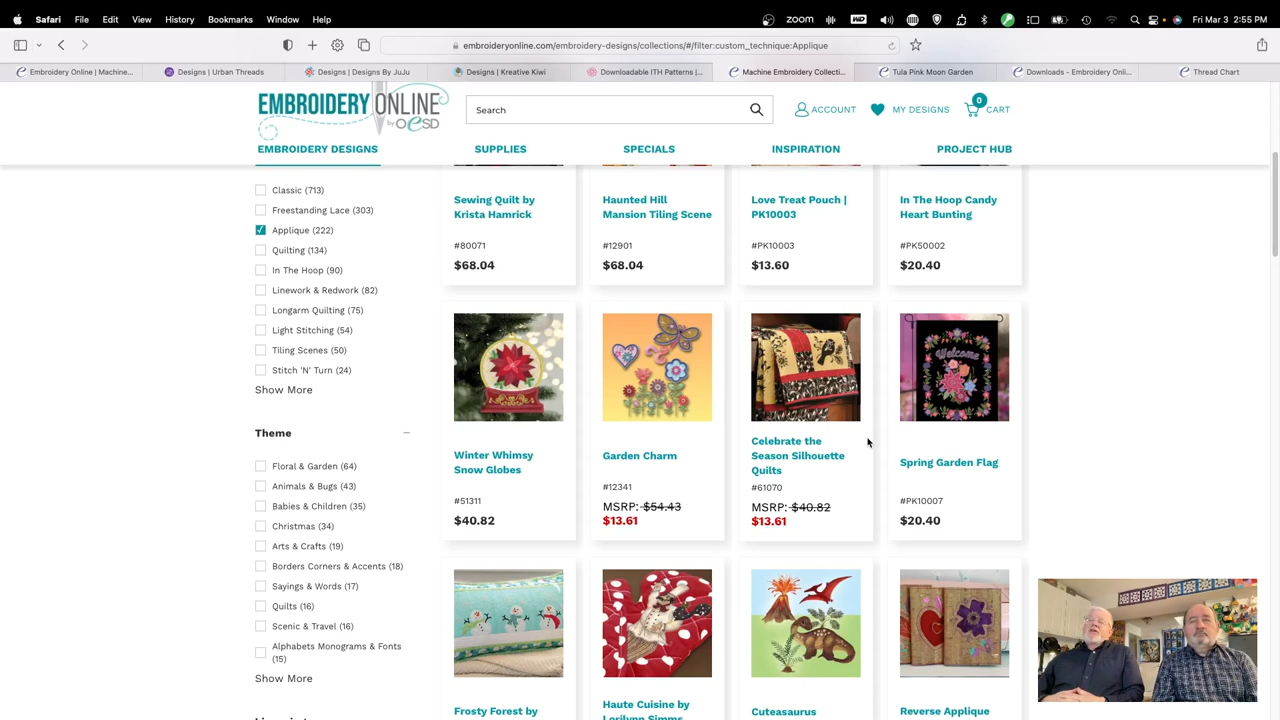 Safari File Edit View History Bookmarks Window Help
zoom
Fri Mar 3 2:55 PM
embroideryonline.com/embroidery-designs/collections/#/filter:custom_technique:Applique
Embroidery Online | Machine... Designs | Urban Threads Designs | Designs By JuJu Designs | Kreative Kiwi Downloadable ITH Patterns |... Machine Embroidery Collecti... Tula Pink Moon Garden Downloads - Embroidery Onli... Thread Chart
EMBROIDERY ONLINE
by OESD
Search
ACCOUNT
MY DESIGNS
0
CART
EMBROIDERY DESIGNS SUPPLIES SPECIALS INSPIRATION PROJECT HUB
Classic (713)
Freestanding Lace (303)
Applique (222)
Quilting (134)
In The Hoop (90)
Linework & Redwork (82)
Longarm Quilting (75)
Light Stitching (54)
Tiling Scenes (50)
Stitch 'N' Turn (24)
Show More
Theme
Floral & Garden (64)
Animals & Bugs (43)
Babies & Children (35)
Christmas (34)
Arts & Crafts (19)
Borders Corners & Accents (18)
Sayings & Words (17)
Quilts (16)
Scenic & Travel (16)
Alphabets Monograms & Fonts
(15)
Show More
Sewing Quilt by
Krista Hamrick
#80071
$68.04
Haunted Hill
Mansion Tiling Scene
#12901
$68.04
Love Treat Pouch |
PK10003
#PK10003
$13.60
In The Hoop Candy
Heart Bunting
#PK50002
$20.40
Winter Whimsy
Snow Globes
#51311
$40.82
Garden Charm
#12341
MSRP: $54.43
$13.61
Celebrate the
Season Silhouette
Quilts
#61070
MSRP: $40.82
$13.61
Welcome
Spring Garden Flag
#PK10007
$20.40
Frosty Forest by
Haute Cuisine by
Lorilynn Simms
Cuteasaurus
Reverse Applique